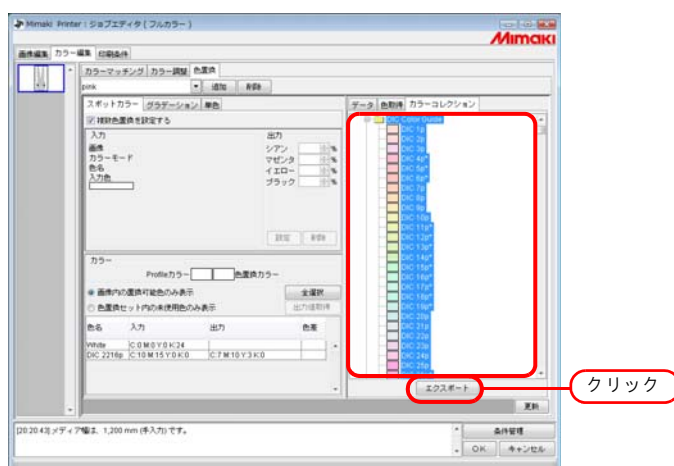 Mimaki Printer : ジョブエディタ ( フルカラー )
Mimaki
画像編集 カラー編集 印刷条件
カラーマッチング カラー調整 色置換
pink 追加 削除
スポットカラー グラデーション 単色
データ 色取得 カラーコレクション
複数色置換を設定する
入力 出力
画像
カラーモード
色名
入力色
シアン %
マゼンタ %
イエロー %
ブラック %
設定 削除
カラー
Profileカラー 色置換カラー
画像内の置換可能色のみ表示 全選択
色置換セット内の未使用色のみ表示 出力値取得
色名 入力 出力 色差
White C:0 M:0 Y:0 K:24
DIC 2216p C:10 M:15 Y:0 K:0 C:7 M:10 Y:3 K:0
DIC Color Guide
DIC 1p
DIC 2p
DIC 3p
DIC 4p*
DIC 5p*
DIC 6p*
DIC 7p
DIC 8p
DIC 9p
DIC 10p
DIC 11p*
DIC 12p*
DIC 13p*
DIC 14p*
DIC 15p*
DIC 16p*
DIC 17p*
DIC 18p*
DIC 19p*
DIC 20p
DIC 21p
DIC 22p
DIC 23p
DIC 24p
DIC 25p
エクスポート
クリック
更新
[20:20:43] メディア幅は、1,200 mm (手入力) です。
条件管理
OK キャンセル